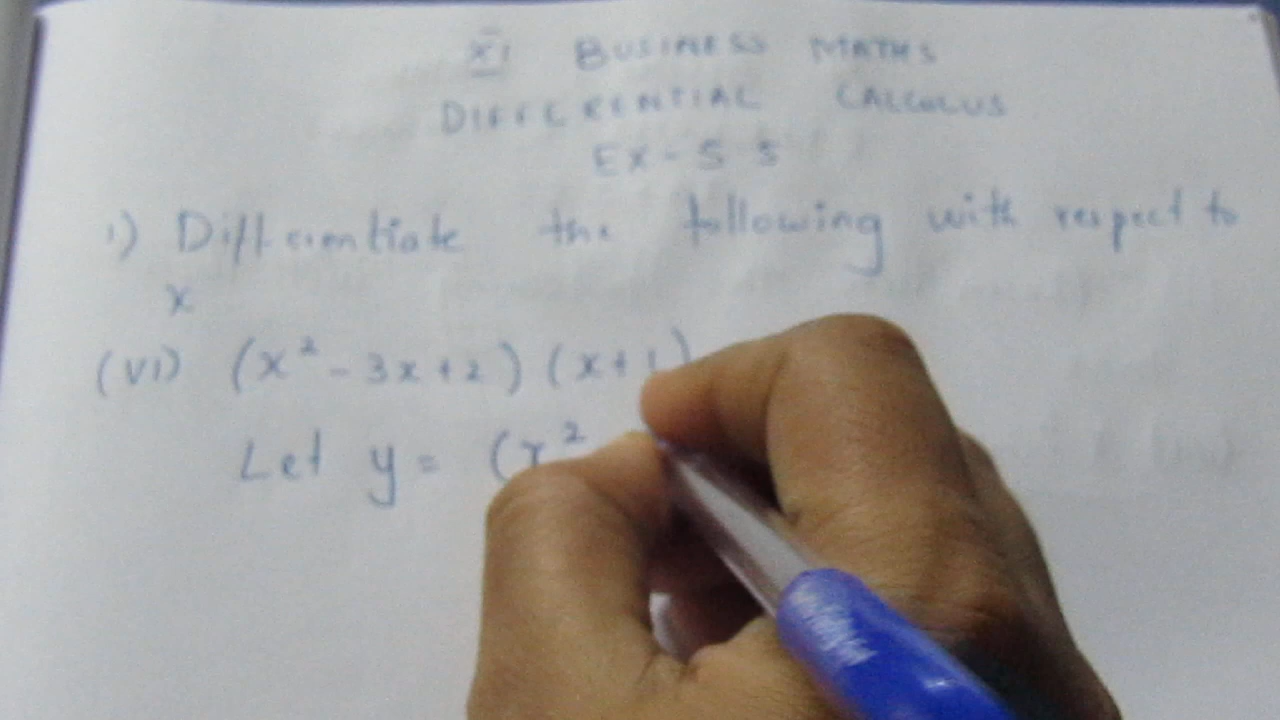 XI BUSINESS MATHS
DIFFERENTIAL CALCULUS
EX-5.5
1) Differentiate the following with respect to
x
(VI) (x² - 3x + 2) (x + 1)
Let y = (x²